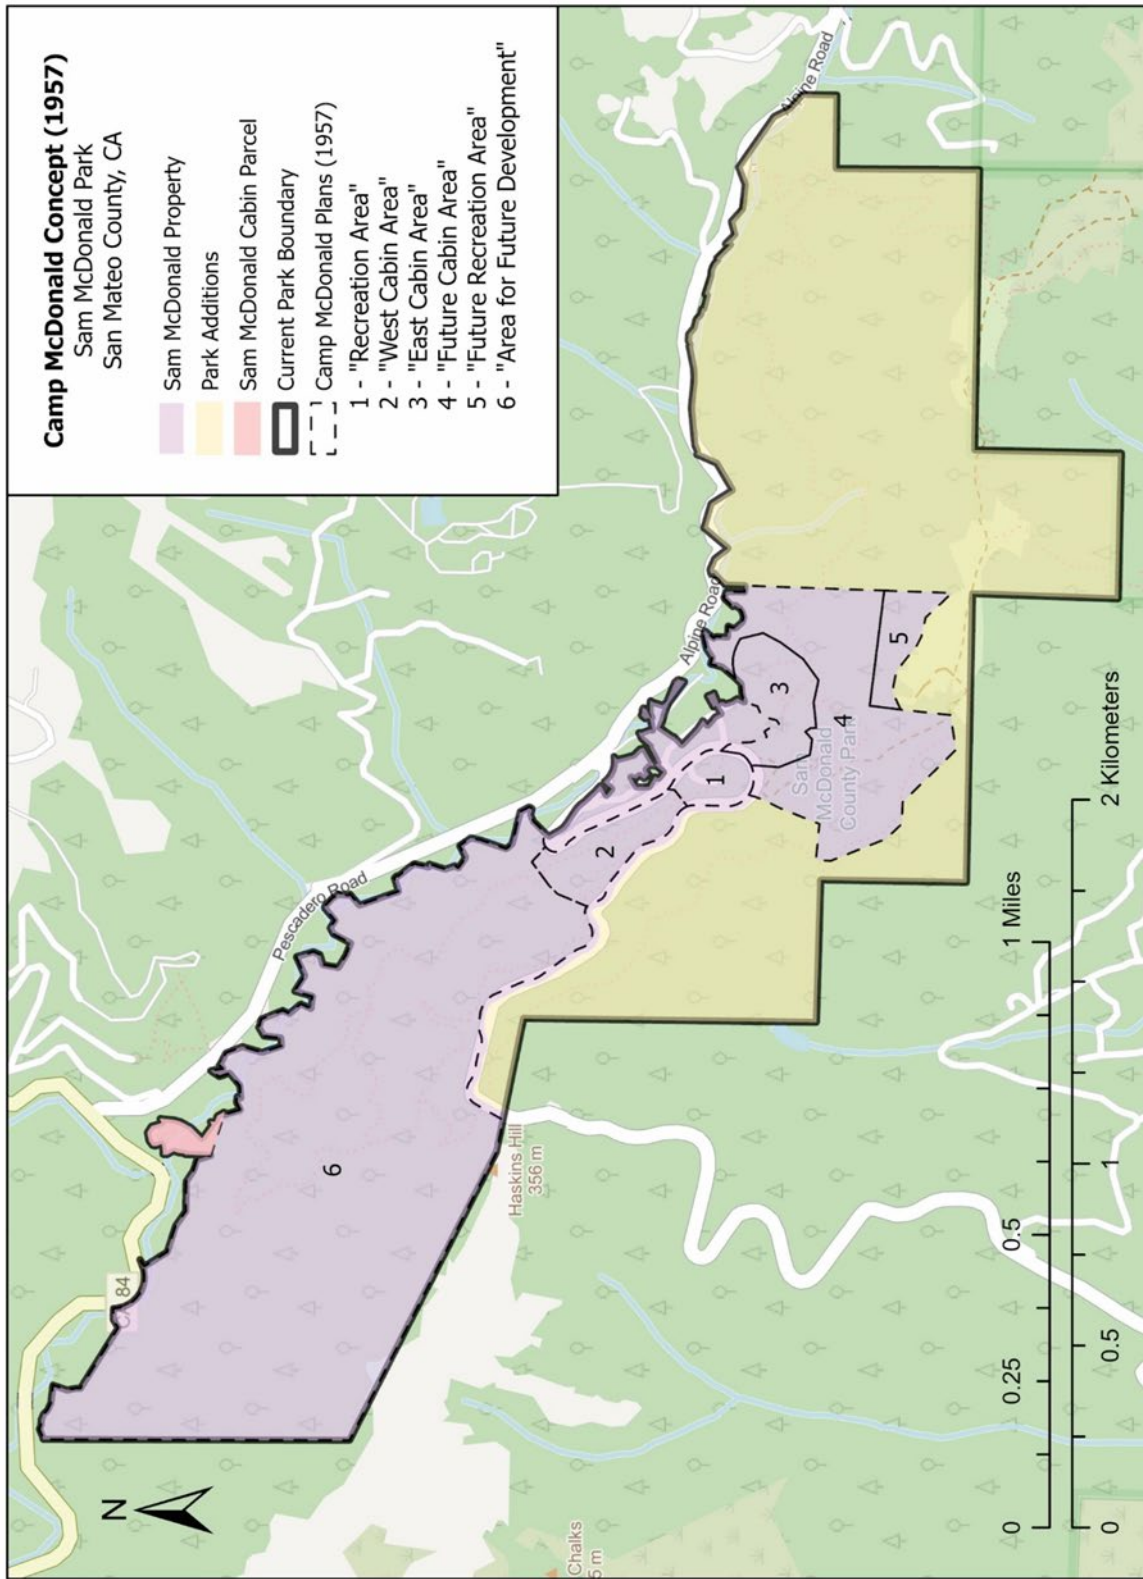 Camp McDonald Concept (1957)
Sam McDonald Park
San Mateo County, CA
Sam McDonald Property
Park Additions
Sam McDonald Cabin Parcel
Current Park Boundary
Camp McDonald Plans (1957)
1 - "Recreation Area"
2 - "West Cabin Area"
3 - "East Cabin Area"
4 - "Future Cabin Area"
5 - "Future Recreation Area"
6 - "Area for Future Development"
N
CA 84
Pescadero Road
Alpine Road
Alpine Road
6
2
1
3
4
5
Sam
McDonald
County Park
Haskins Hill
356 m
Chalks
5 m
0
0.25
0.5
1 Miles
0
0.5
1
2 Kilometers